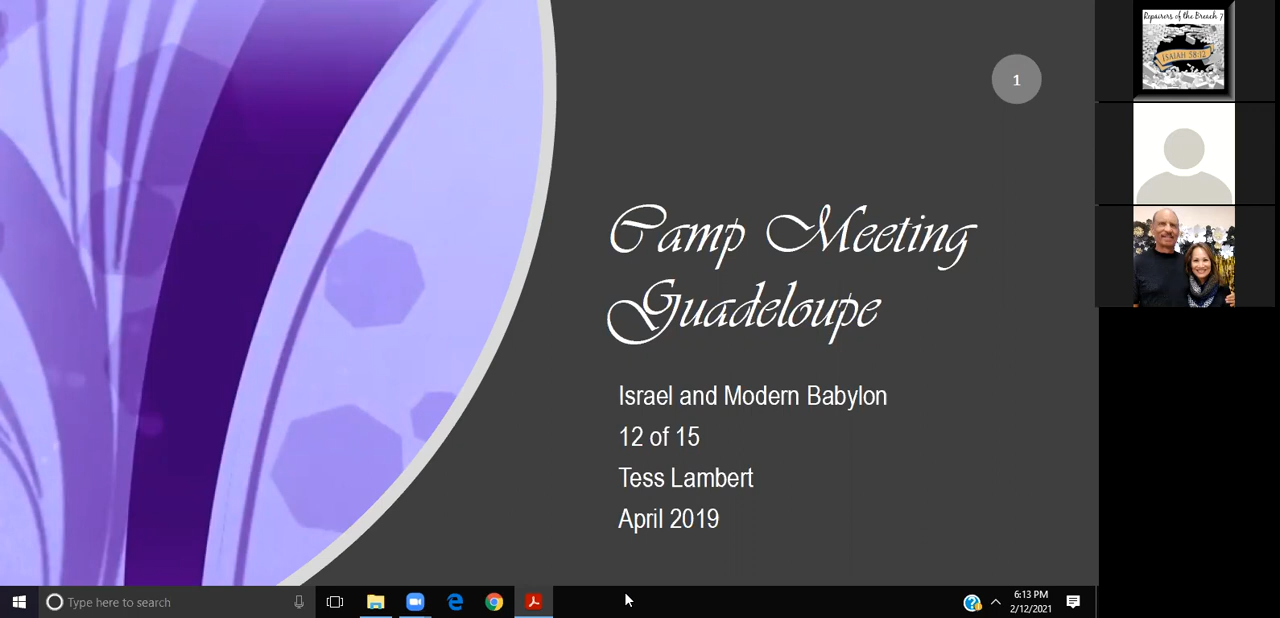 1
Camp Meeting
Guadeloupe
Israel and Modern Babylon
12 of 15
Tess Lambert
April 2019
Repairers of the Breach 7
ISAIAH 58:12
Type here to search
6:13 PM
2/12/2021